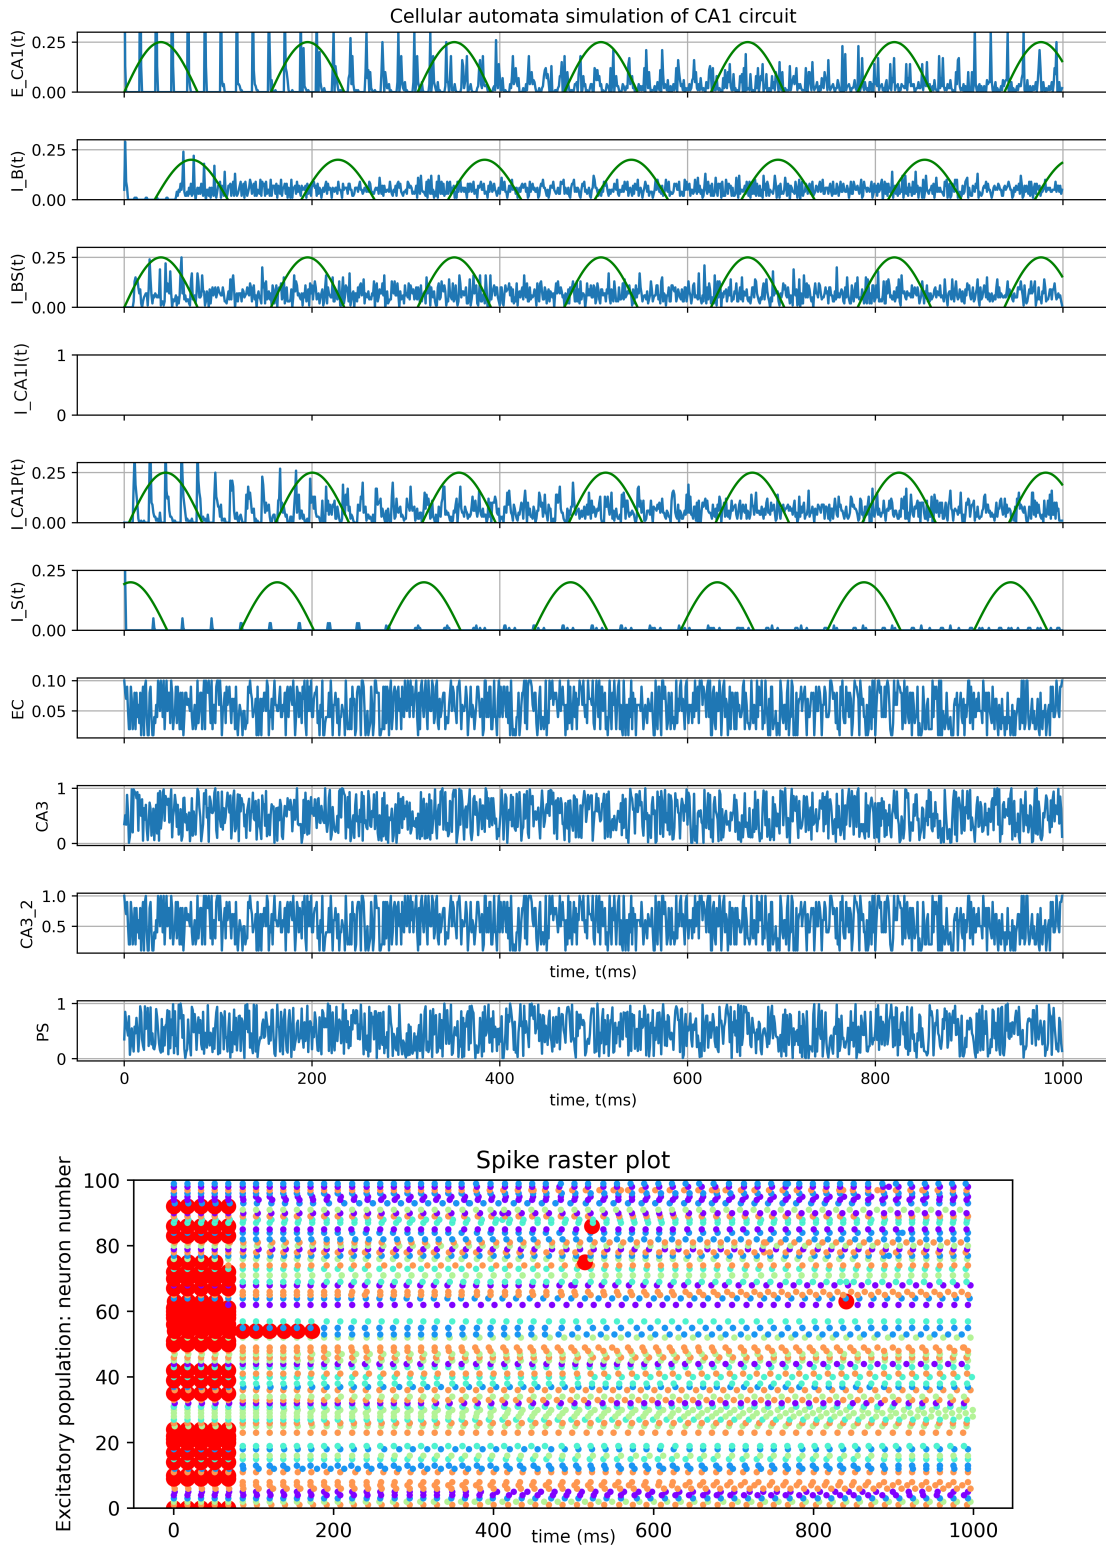 Cellular automata simulation of CA1 circuit
E_CA1(t)
0.25
0.00
I_B(t)
0.25
0.00
I_BS(t)
0.25
0.00
I_CA1I(t)
1
0
I_CA1P(t)
0.25
0.00
I_S(t)
0.25
0.00
EC
0.10
0.05
CA3
1
0
CA3_2
1.0
0.5
time, t(ms)
PS
1
0
0 200 400 600 800 1000
time, t(ms)
Spike raster plot
Excitatory population: neuron number
100
80
60
40
20
0
0 200 400 600 800 1000
time (ms)